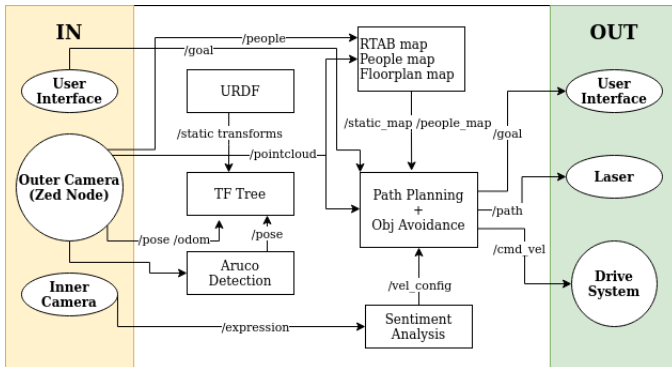 IN
OUT
/people
/goal
RTAB map
People map
Floorplan map
User
Interface
URDF
User
Interface
/static transforms
/static_map /people_map
/goal
/pointcloud
Outer Camera
(Zed Node)
TF Tree
Path Planning
+
Obj Avoidance
Laser
/path
/pose /odom
/pose
/cmd_vel
Aruco
Detection
Inner
Camera
/vel_config
Drive
System
/expression
Sentiment
Analysis